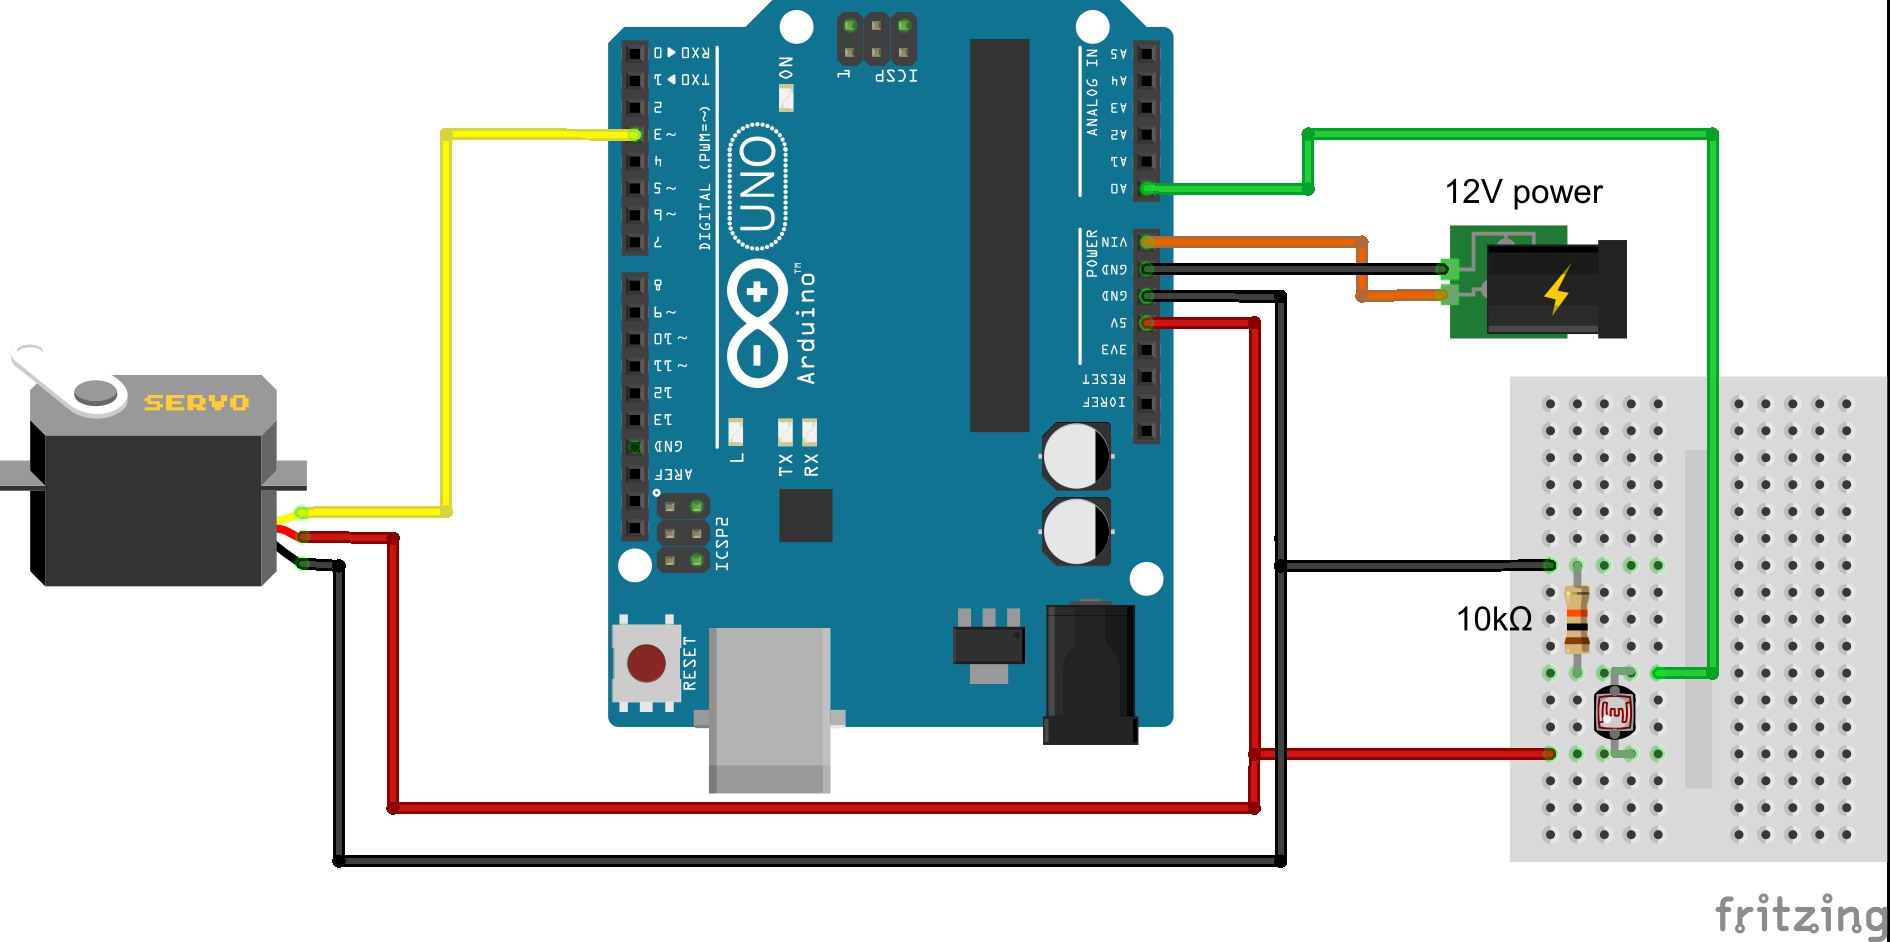 RXD ▶ 0
TXD ▶ 1
2
3 ~
4
5 ~
6 ~
7
8
9 ~
10 ~
11 ~
12
13
GND
AREF
DIGITAL (PWM=~)
ON
1
ICSP
UNO
Arduino™
L
TX
RX
ICSP2
RESET
ANALOG IN
A5
A4
A3
A2
A1
A0
POWER
VIN
GND
GND
5V
3V3
RESET
IOREF
SERVO
12V power
10kΩ
fritzing